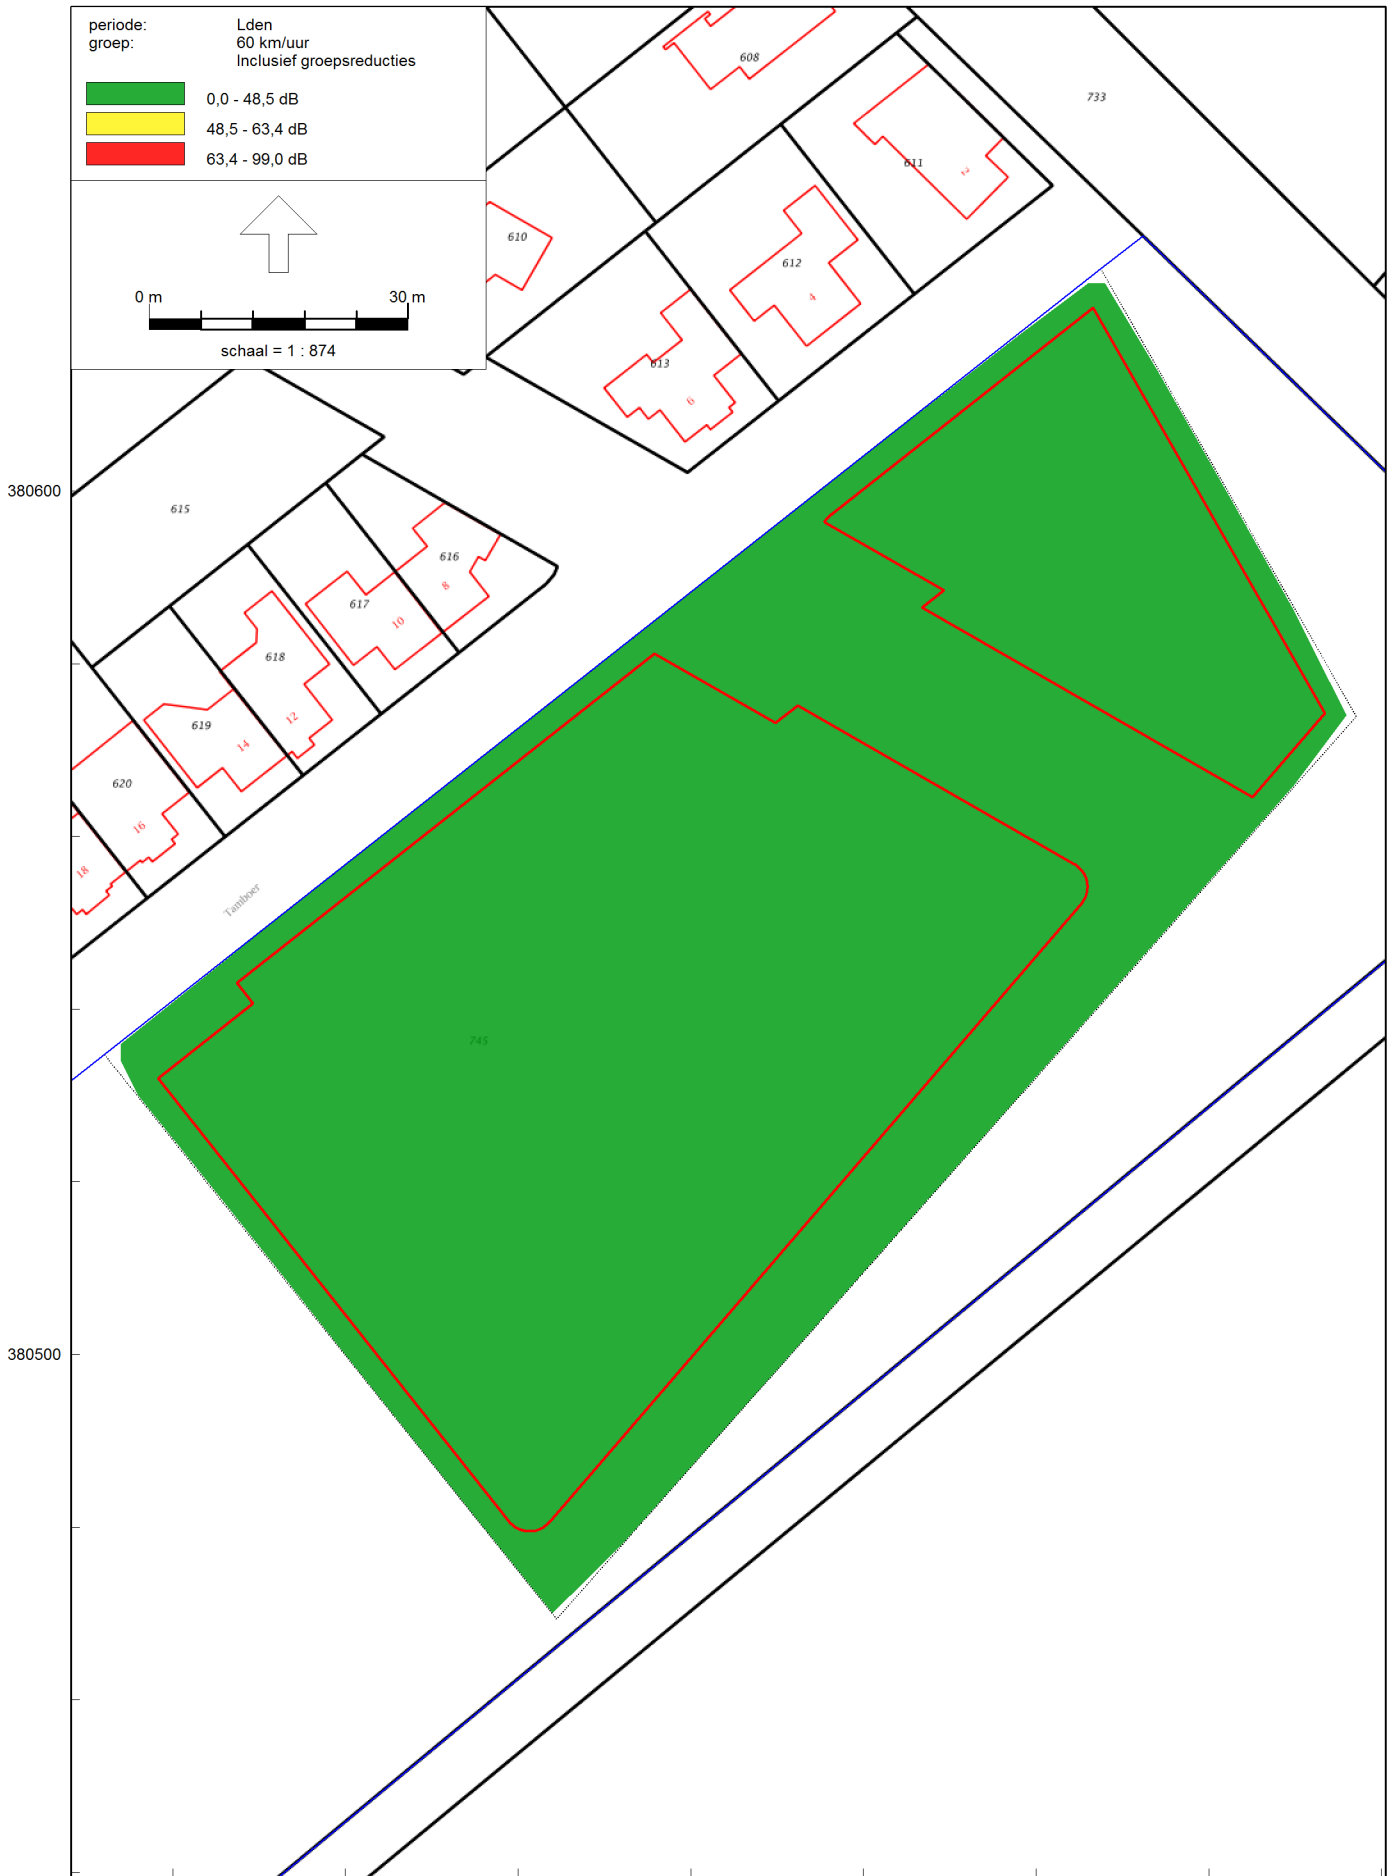 periode: Lden
groep: 60 km/uur
Inclusief groepsreducties
0,0 - 48,5 dB
48,5 - 63,4 dB
63,4 - 99,0 dB
0 m 30 m
schaal = 1 : 874
608
733
611
2
610
612
4
613
6
380600
615
616
8
617
10
618
12
619
14
620
16
18
Tamboer
745
380500